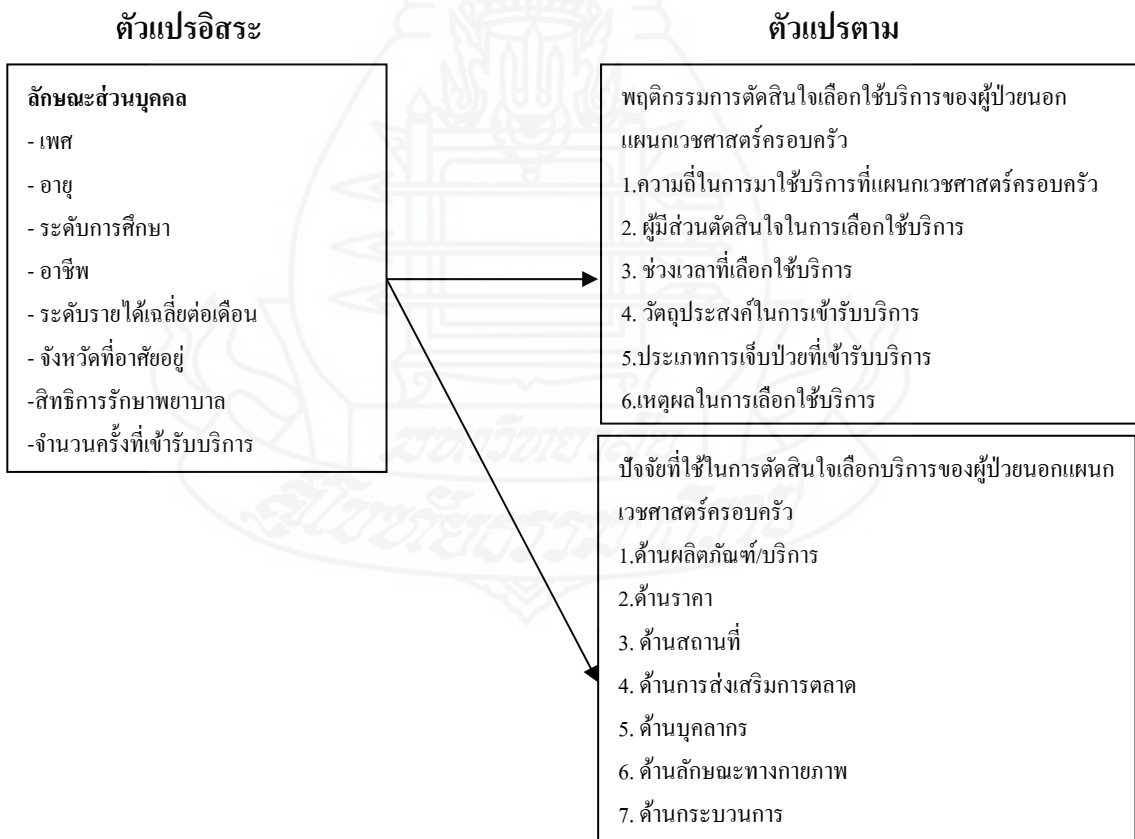 ตัวแปรอิสระ
ลักษณะส่วนบุคคล
- เพศ
- อายุ
- ระดับการศึกษา
- อาชีพ
- ระดับรายได้เฉลี่ยต่อเดือน
- จังหวัดที่อาศัยอยู่
-สิทธิการรักษาพยาบาล
-จำนวนครั้งที่เข้ารับบริการ
ตัวแปรตาม
พฤติกรรมการตัดสินใจเลือกใช้บริการของผู้ป่วยนอก
แผนกเวชศาสตร์ครอบครัว
1.ความถี่ในการมาใช้บริการที่แผนกเวชศาสตร์ครอบครัว
2. ผู้มีส่วนตัดสินใจในการเลือกใช้บริการ
3. ช่วงเวลาที่เลือกใช้บริการ
4. วัตถุประสงค์ในการเข้ารับบริการ
5.ประเภทการเจ็บป่วยที่เข้ารับบริการ
6.เหตุผลในการเลือกใช้บริการ
ปัจจัยที่ใช้ในการตัดสินใจเลือกบริการของผู้ป่วยนอกแผนก
เวชศาสตร์ครอบครัว
1.ด้านผลิตภัณฑ์/บริการ
2.ด้านราคา
3. ด้านสถานที่
4. ด้านการส่งเสริมการตลาด
5. ด้านบุคลากร
6. ด้านลักษณะทางกายภาพ
7. ด้านกระบวนการ